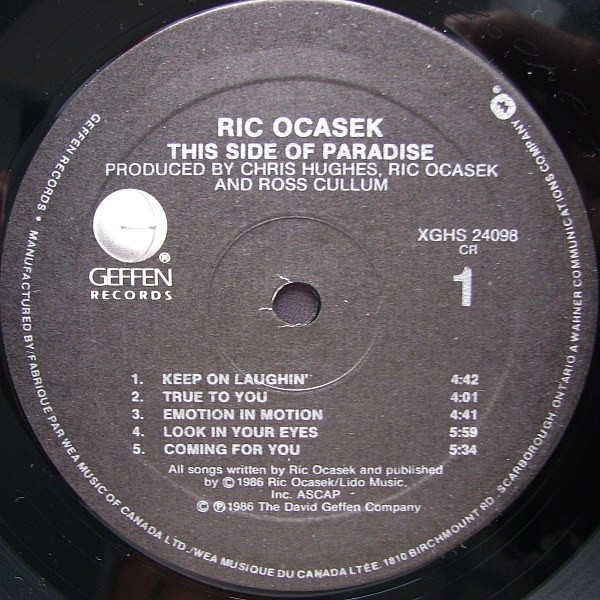 RIC OCASEK
THIS SIDE OF PARADISE
PRODUCED BY CHRIS HUGHES, RIC OCASEK
AND ROSS CULLUM
GEFFEN®
RECORDS
XGHS 24098
CR
1
1. KEEP ON LAUGHIN' 4:42
2. TRUE TO YOU 4:01
3. EMOTION IN MOTION 4:41
4. LOOK IN YOUR EYES 5:59
5. COMING FOR YOU 5:34
All songs written by Ric Ocasek and published
by ©1986 Ric Ocasek/Lido Music.
Inc. ASCAP
© ℗1986 The David Geffen Company
GEFFEN RECORDS • MANUFACTURED BY/FABRIQUÉ PAR WEA MUSIC OF CANADA LTD./WEA MUSIQUE DU CANADA LTÉE. 1810 BIRCHMOUNT RD. SCARBOROUGH, ONTARIO A WARNER COMMUNICATIONS COMPANY